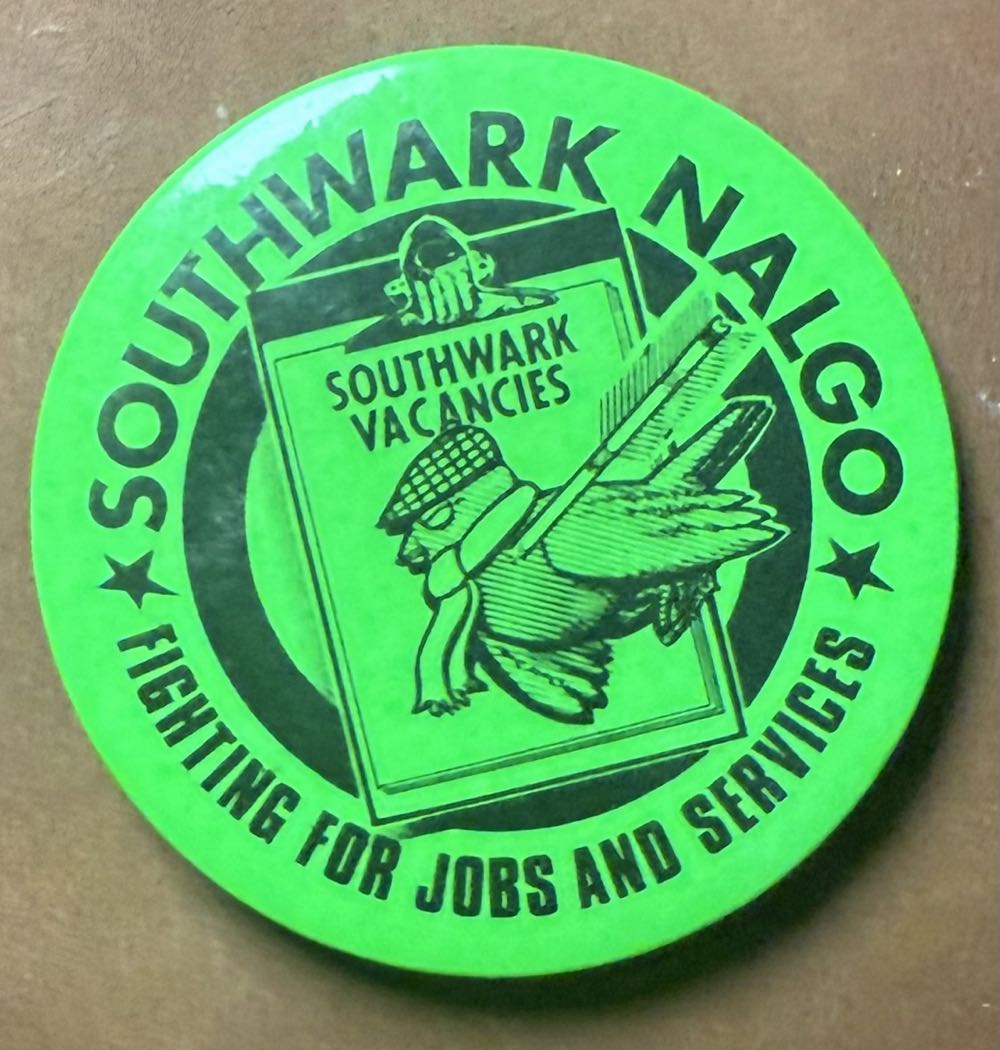 SOUTHWARK NALGO
SOUTHWARK
VACANCIES
FIGHTING FOR JOBS AND SERVICES